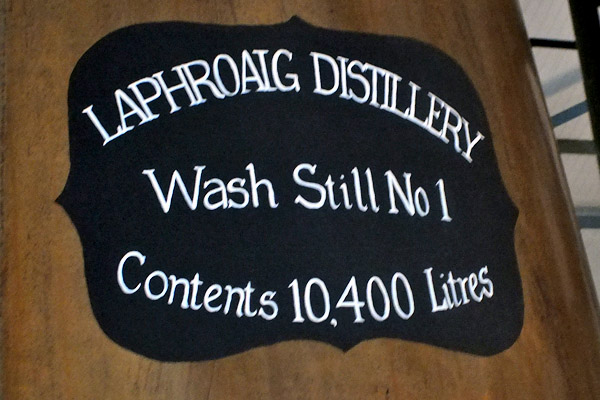 LAPHROAIG DISTILLERY
Wash Still No 1
Contents 10,400 Litres